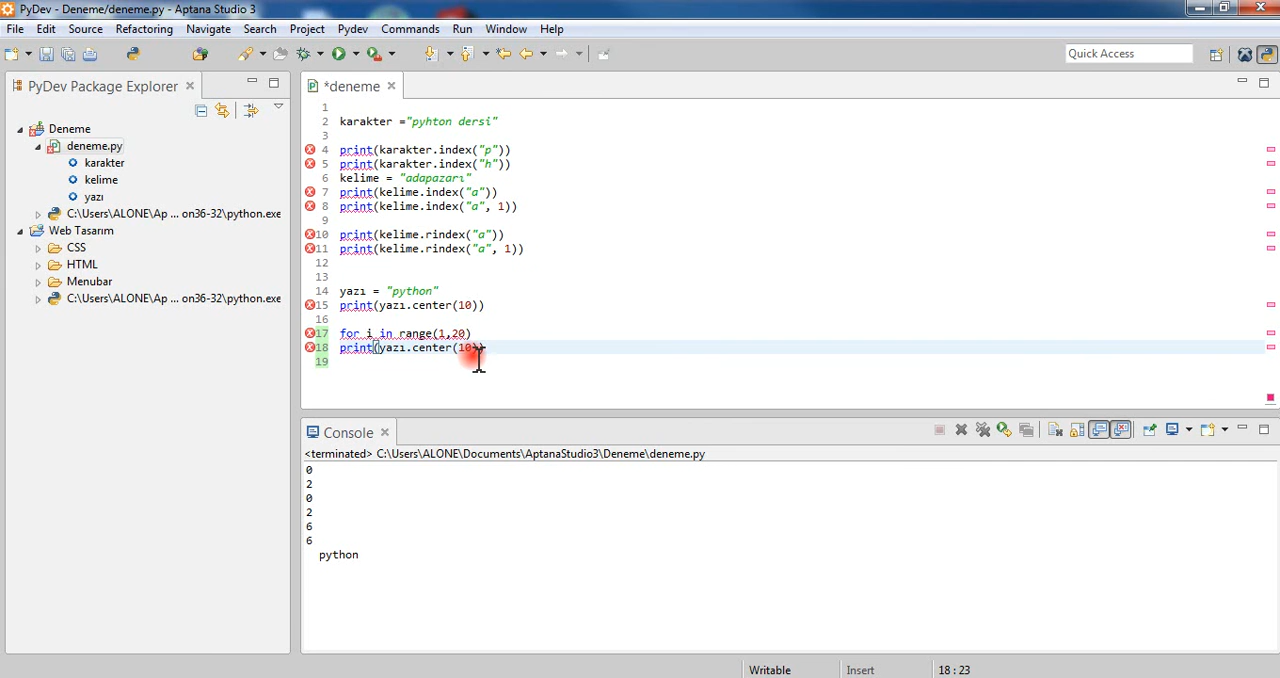 PyDev - Deneme/deneme.py - Aptana Studio 3
File Edit Source Refactoring Navigate Search Project Pydev Commands Run Window Help
Quick Access
PyDev Package Explorer
Deneme
deneme.py
karakter
kelime
yazı
C:\Users\ALONE\Ap ... on36-32\python.exe
Web Tasarım
CSS
HTML
Menubar
C:\Users\ALONE\Ap ... on36-32\python.exe
*deneme
1
2 karakter ="pyhton dersi"
3
4 print(karakter.index("p"))
5 print(karakter.index("h"))
6 kelime = "adapazarı"
7 print(kelime.index("a"))
8 print(kelime.index("a", 1))
9
10 print(kelime.rindex("a"))
11 print(kelime.rindex("a", 1))
12
13
14 yazı = "python"
15 print(yazı.center(10))
16
17 for i in range(1,20)
18 print(yazı.center(10))
19
Console
<terminated> C:\Users\ALONE\Documents\AptanaStudio3\Deneme\deneme.py
0
2
0
2
6
6
python
Writable Insert 18 : 23